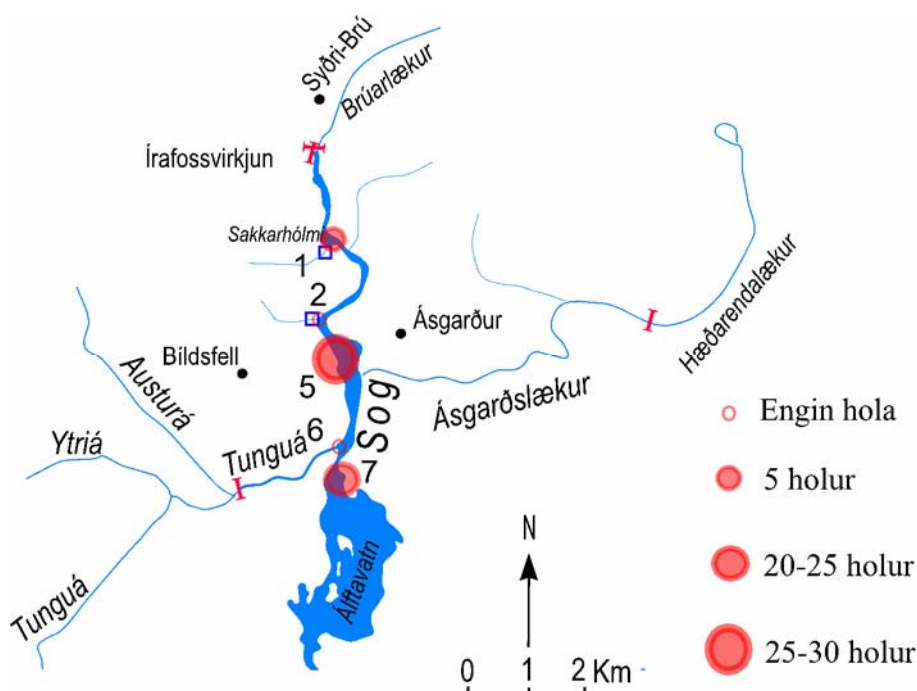 Syðri-Brú
Brúarlækur
Írafossvirkjun
Sakkarhólmi
1
2
Ásgarður
Hæðarendalækur
Bíldsfell
5
Austurá
Sog
Ásgarðslækur
Engin hola
6
Ytriá
Tunguá
7
5 holur
N
20-25 holur
Álftavatn
Tunguá
25-30 holur
0 1 2 Km